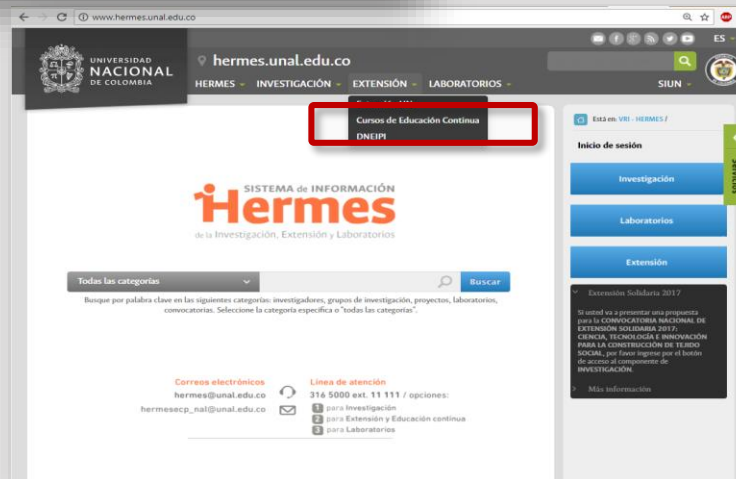 www.hermes.unal.edu.co
ABP
ES
UNIVERSIDAD
NACIONAL
DE COLOMBIA
hermes.unal.edu.co
HERMES INVESTIGACIÓN EXTENSIÓN LABORATORIOS
SIUN
Cursos de Educación Continua
DNEIPI
Está en: VRI - HERMES /
Inicio de sesión
Investigación
Laboratorios
Extensión
SISTEMA de INFORMACIÓN
Hermes
de la Investigación, Extensión y Laboratorios
Todas las categorías
Buscar
Busque por palabra clave en las siguientes categorías: investigadores, grupos de investigación, proyectos, laboratorios,
convocatorias. Seleccione la categoría específica o "todas las categorías".
Extensión Solidaria 2017
Si usted va a presentar una propuesta
para la CONVOCATORIA NACIONAL DE
EXTENSIÓN SOLIDARIA 2017:
CIENCIA, TECNOLOGÍA E INNOVACIÓN
PARA LA CONSTRUCCIÓN DE TEJIDO
SOCIAL, por favor ingrese por el botón
de acceso al componente de
INVESTIGACIÓN.
Más información
Correos electrónicos
hermes@unal.edu.co
hermesecp_nal@unal.edu.co
Línea de atención
316 5000 ext. 11 111 / opciones:
1 para Investigación
2 para Extensión y Educación continua
3 para Laboratorios